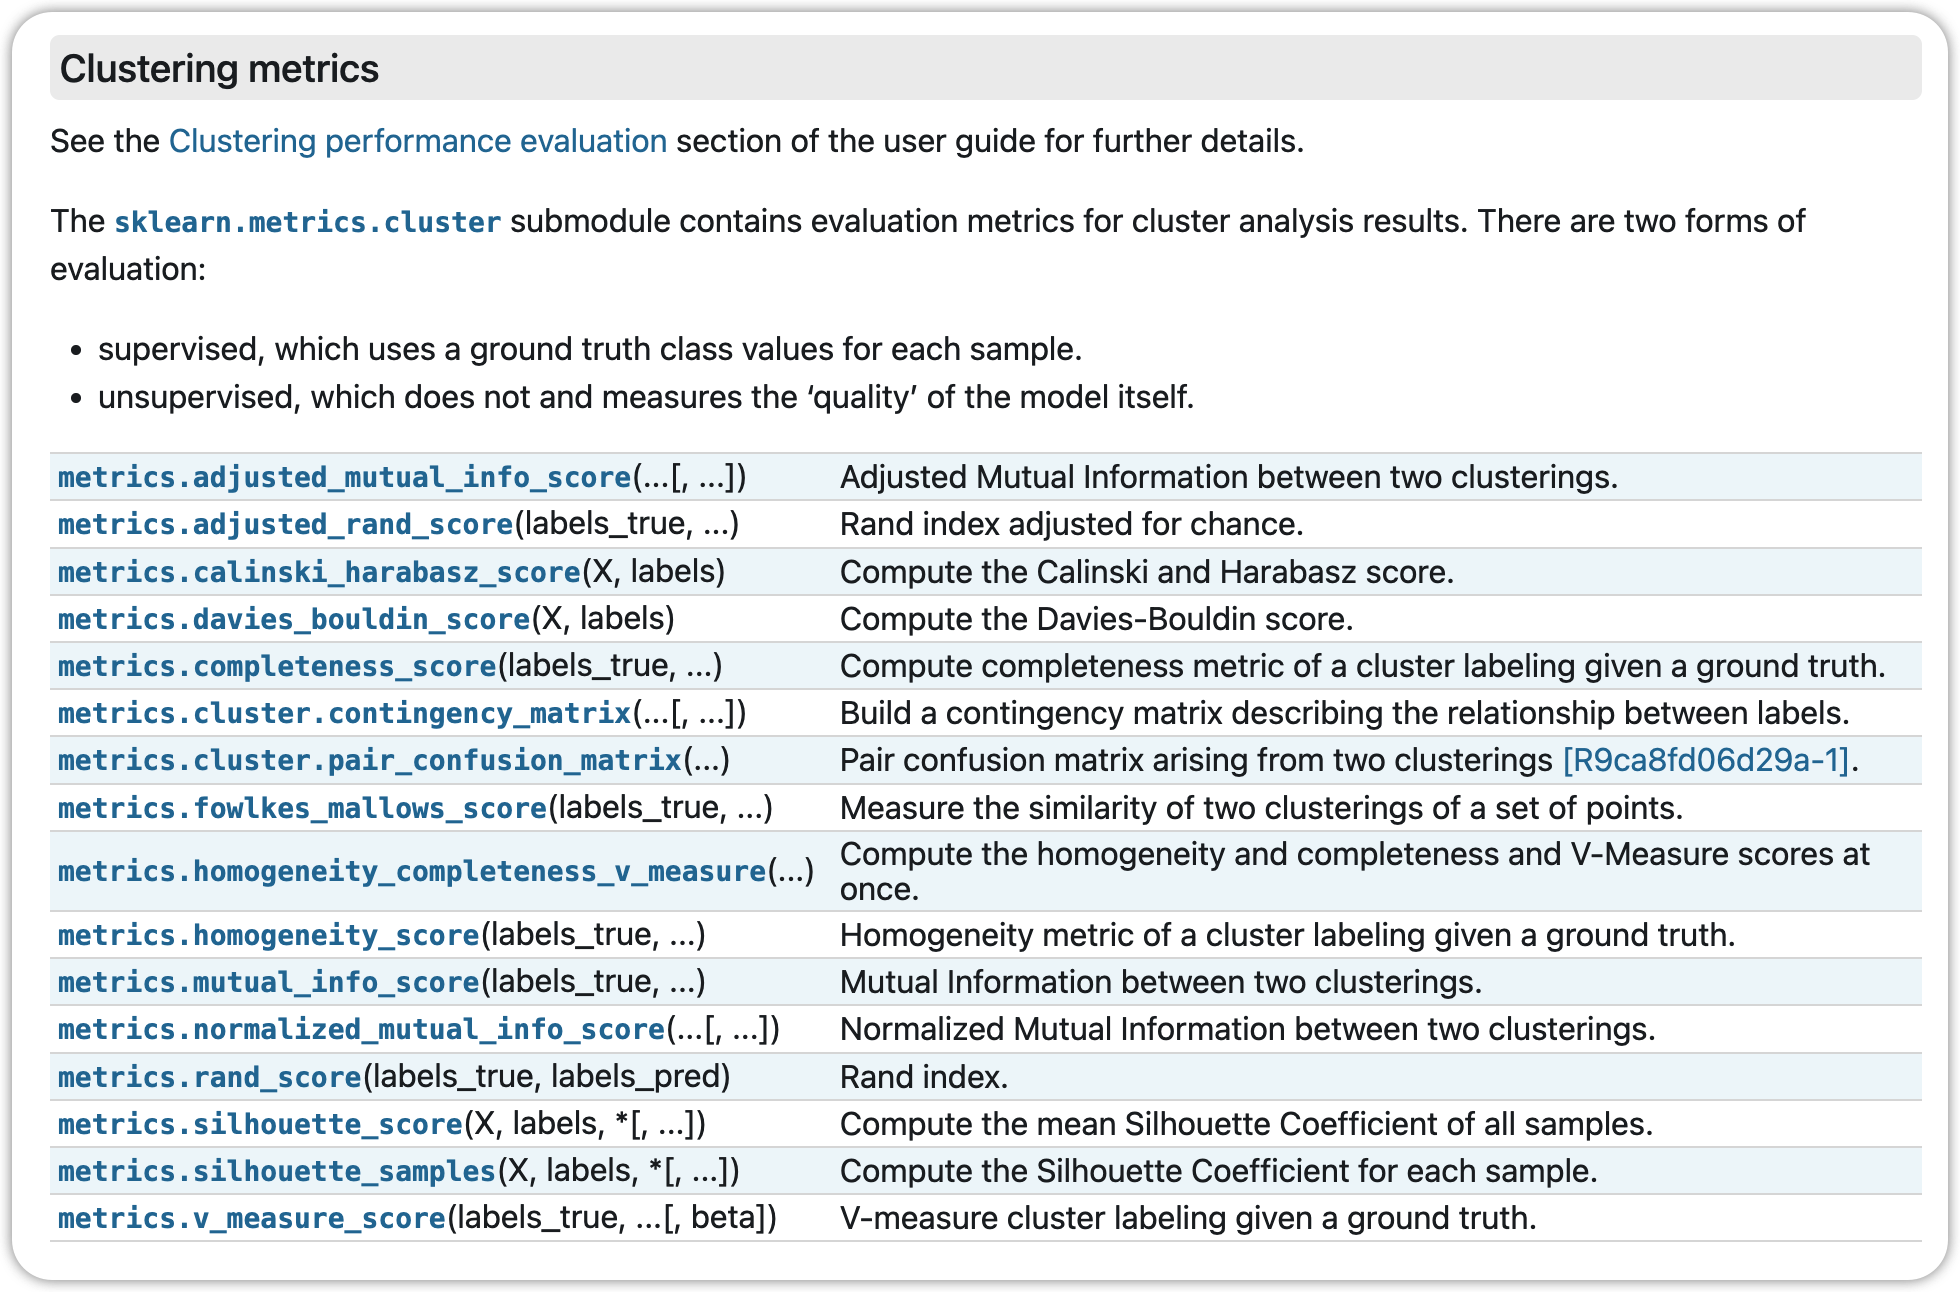 Clustering metrics
See the Clustering performance evaluation section of the user guide for further details.
The sklearn.metrics.cluster submodule contains evaluation metrics for cluster analysis results. There are two forms of
evaluation:
• supervised, which uses a ground truth class values for each sample.
• unsupervised, which does not and measures the ‘quality’ of the model itself.
metrics.adjusted_mutual_info_score(...[, ...]) Adjusted Mutual Information between two clusterings.
metrics.adjusted_rand_score(labels_true, ...) Rand index adjusted for chance.
metrics.calinski_harabasz_score(X, labels) Compute the Calinski and Harabasz score.
metrics.davies_bouldin_score(X, labels) Compute the Davies-Bouldin score.
metrics.completeness_score(labels_true, ...) Compute completeness metric of a cluster labeling given a ground truth.
metrics.cluster.contingency_matrix(...[, ...]) Build a contingency matrix describing the relationship between labels.
metrics.cluster.pair_confusion_matrix(...) Pair confusion matrix arising from two clusterings [R9ca8fd06d29a-1].
metrics.fowlkes_mallows_score(labels_true, ...) Measure the similarity of two clusterings of a set of points.
metrics.homogeneity_completeness_v_measure(...) Compute the homogeneity and completeness and V-Measure scores at
once.
metrics.homogeneity_score(labels_true, ...) Homogeneity metric of a cluster labeling given a ground truth.
metrics.mutual_info_score(labels_true, ...) Mutual Information between two clusterings.
metrics.normalized_mutual_info_score(...[, ...]) Normalized Mutual Information between two clusterings.
metrics.rand_score(labels_true, labels_pred) Rand index.
metrics.silhouette_score(X, labels, *[, ...]) Compute the mean Silhouette Coefficient of all samples.
metrics.silhouette_samples(X, labels, *[, ...]) Compute the Silhouette Coefficient for each sample.
metrics.v_measure_score(labels_true, ...[, beta]) V-measure cluster labeling given a ground truth.